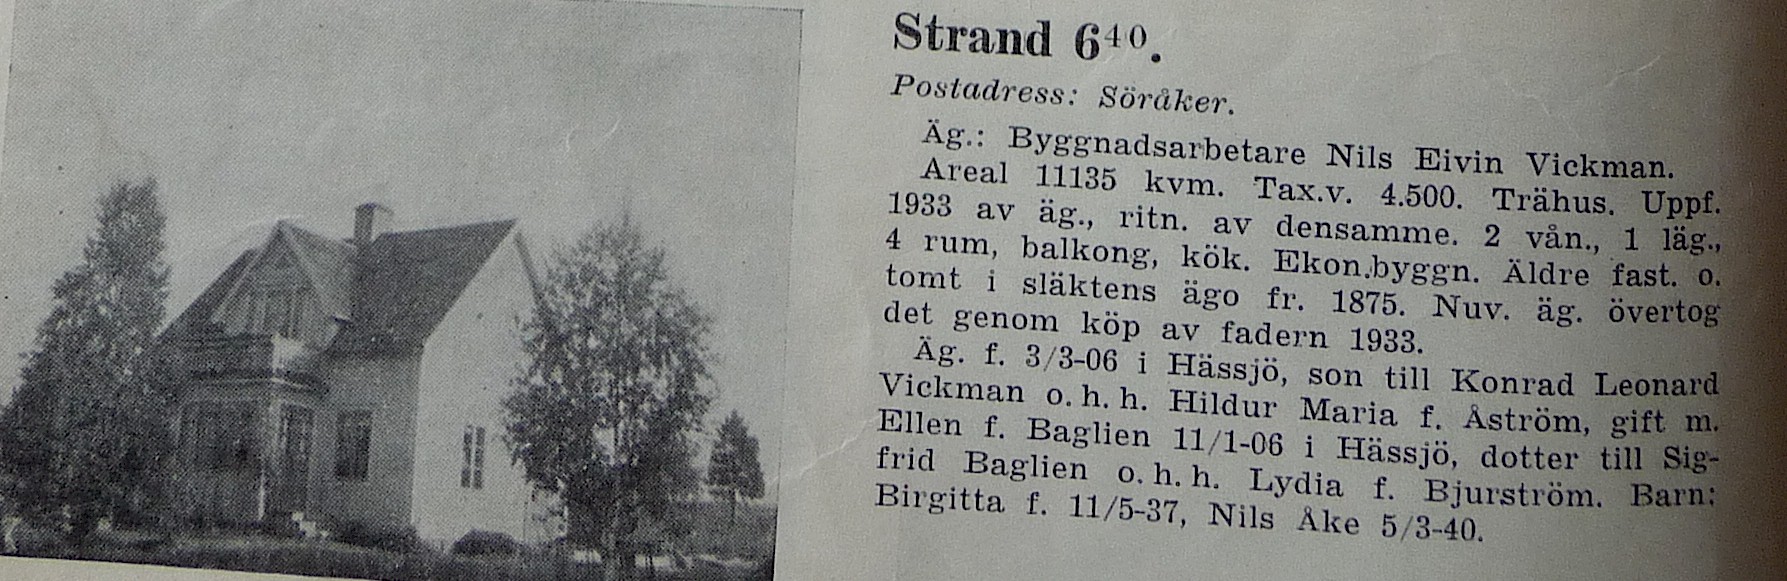 Strand 6⁴⁰.
Postadress: Söråker.
Äg.: Byggnadsarbetare Nils Eivin Vickman.
Areal 11135 kvm. Tax.v. 4.500. Trähus. Uppf.
1933 av äg., ritn. av densamme. 2 vån., 1 läg.,
4 rum, balkong, kök. Ekon.byggn. Äldre fast. o.
tomt i släktens ägo fr. 1875. Nuv. äg. övertog
det genom köp av fadern 1933.
Äg. f. 3/3-06 i Hässjö, son till Konrad Leonard
Vickman o. h. h. Hildur Maria f. Åström, gift m.
Ellen f. Baglien 11/1-06 i Hässjö, dotter till Sig-
frid Baglien o. h. h. Lydia f. Bjurström. Barn:
Birgitta f. 11/5-37, Nils Åke 5/3-40.